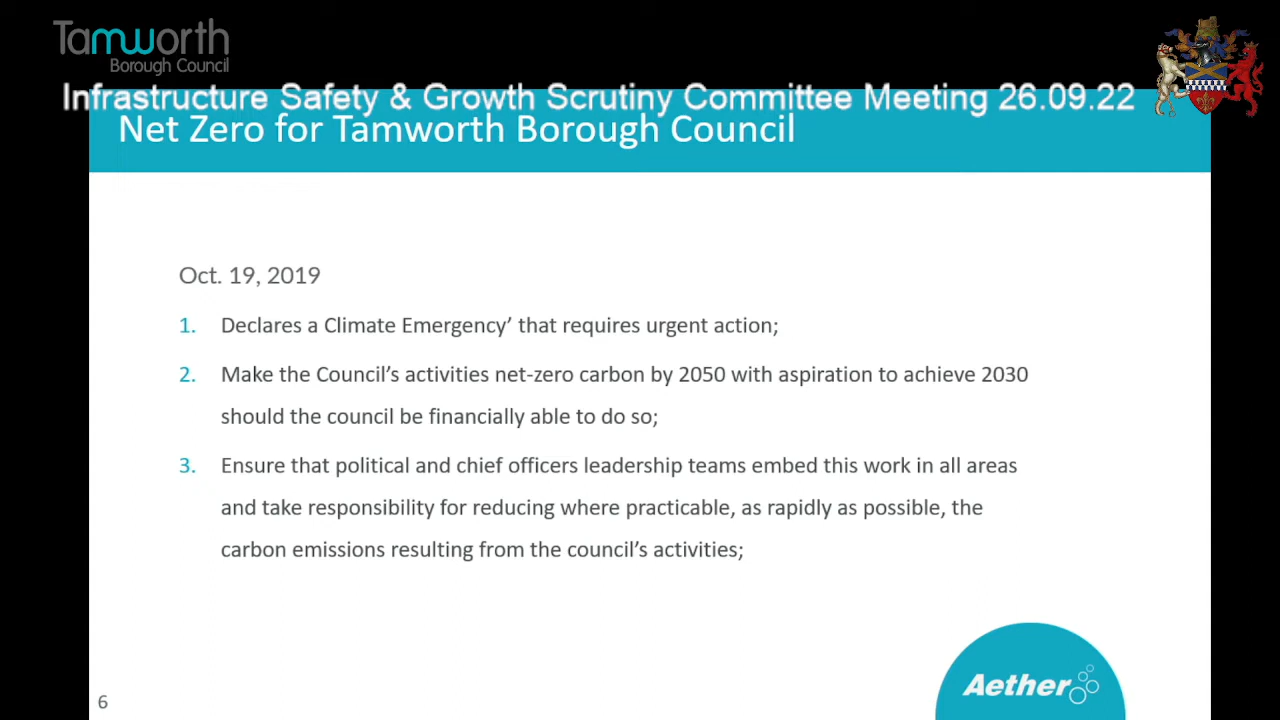 Tamworth
Borough Council
Infrastructure Safety & Growth Scrutiny Committee Meeting 26.09.22
Net Zero for Tamworth Borough Council
Oct. 19, 2019
1. Declares a Climate Emergency’ that requires urgent action;
2. Make the Council’s activities net-zero carbon by 2050 with aspiration to achieve 2030
should the council be financially able to do so;
3. Ensure that political and chief officers leadership teams embed this work in all areas
and take responsibility for reducing where practicable, as rapidly as possible, the
carbon emissions resulting from the council’s activities;
Aether
6